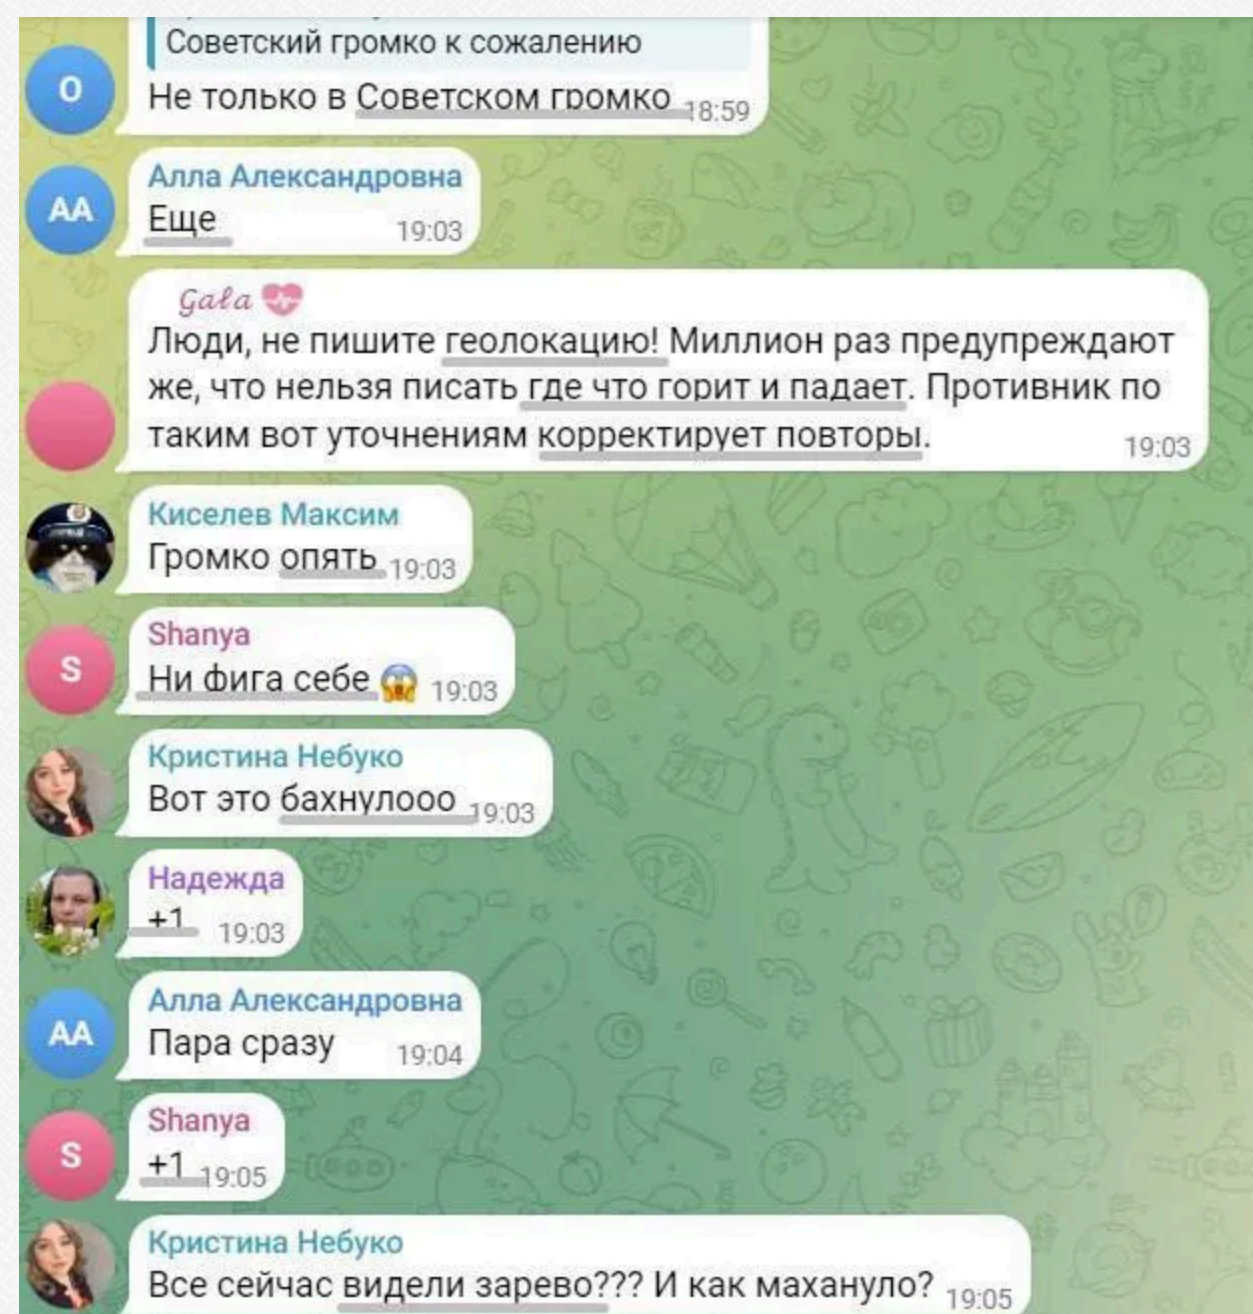 Советский громко к сожалению
О
Не только в Советском громко 18:59
Алла Александровна
АА
Еще 19:03
Gala
Люди, не пишите геолокацию! Миллион раз предупреждают
же, что нельзя писать где что горит и падает. Противник по
таким вот уточнениям корректирует повторы. 19:03
Киселев Максим
Громко опять 19:03
Shanya
S
Ни фига себе 😱 19:03
Кристина Небуко
Вот это бахнулооо 19:03
Надежда
+1 19:03
Алла Александровна
АА
Пара сразу 19:04
Shanya
S
+1 19:05
Кристина Небуко
Все сейчас видели зарево??? И как махануло? 19:05